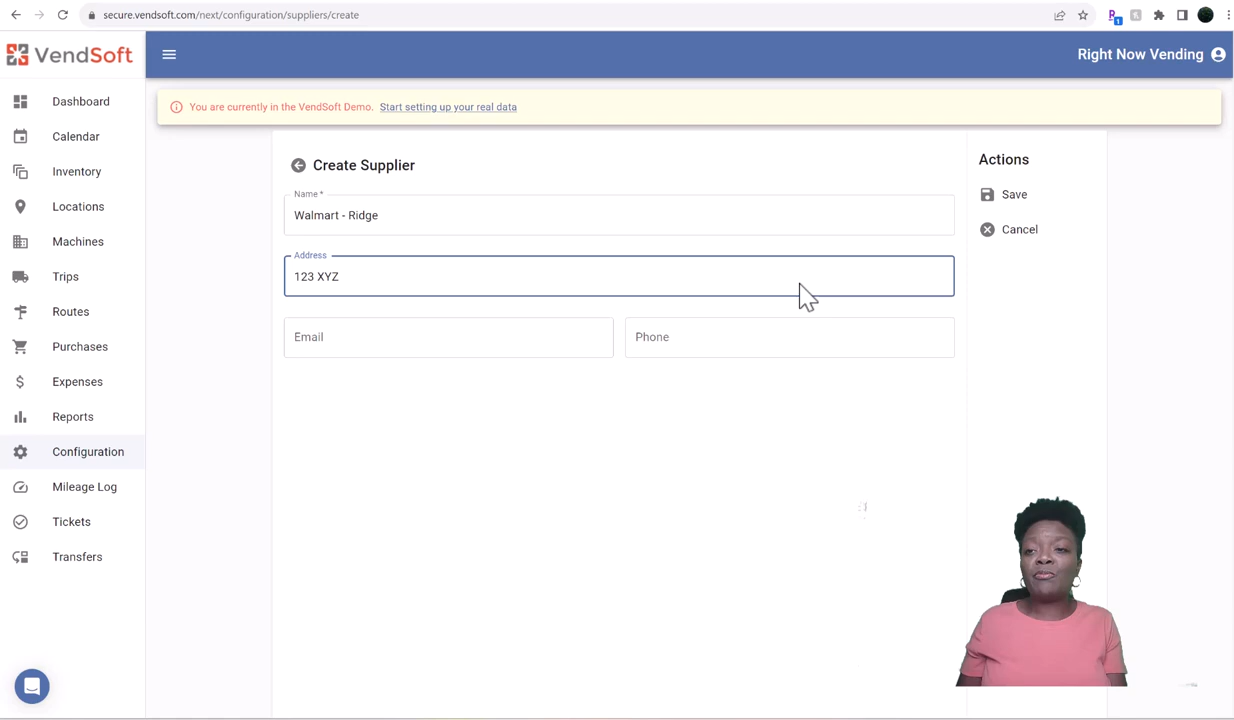 secure.vendsoft.com/next/configuration/suppliers/create
1
VendSoft
Right Now Vending
Dashboard
Calendar
Inventory
Locations
Machines
Trips
Routes
Purchases
Expenses
Reports
Configuration
Mileage Log
Tickets
Transfers
You are currently in the VendSoft Demo. Start setting up your real data
Create Supplier
Name *
Walmart - Ridge
Address
123 XYZ
Email
Phone
Actions
Save
Cancel